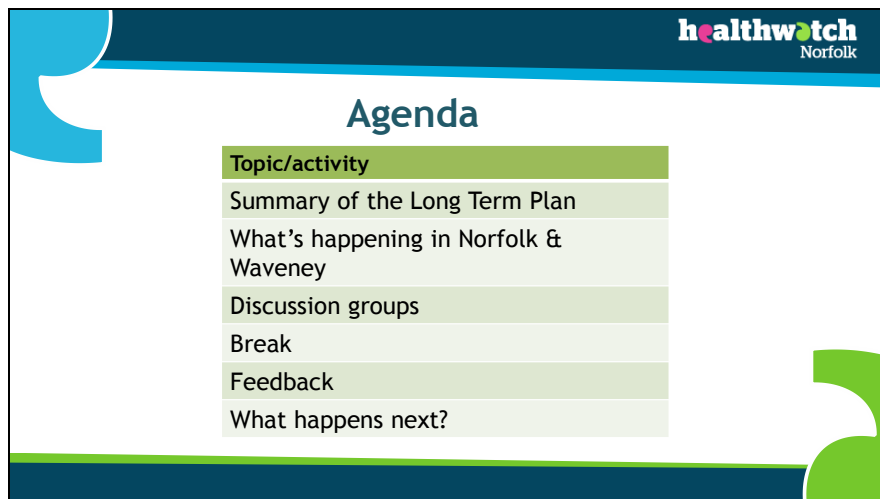 healthwatch
Norfolk
Agenda
Topic/activity
Summary of the Long Term Plan
What’s happening in Norfolk &
Waveney
Discussion groups
Break
Feedback
What happens next?